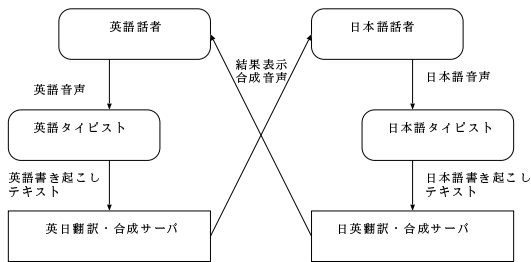 英語話者
日本語話者
結果表示
合成音声
英語音声
日本語音声
英語タイピスト
日本語タイピスト
英語書き起こし
テキスト
日本語書き起こし
テキスト
英日翻訳・合成サーバ
日英翻訳・合成サーバ